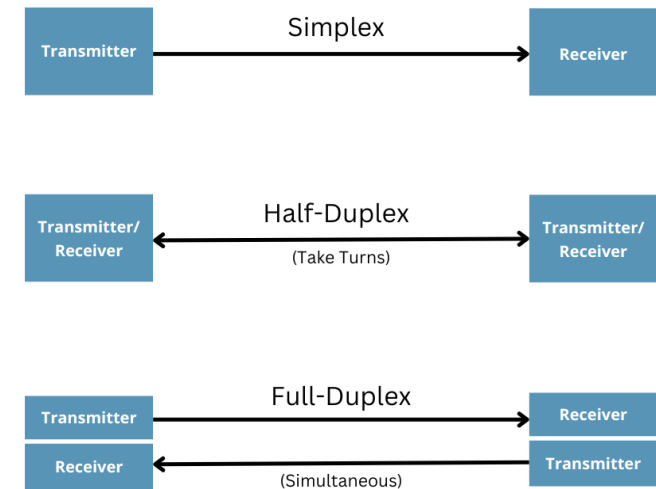 Simplex
Transmitter
Receiver
Half-Duplex
Transmitter/
Receiver
(Take Turns)
Transmitter/
Receiver
Full-Duplex
Transmitter
Receiver
Receiver
Transmitter
(Simultaneous)